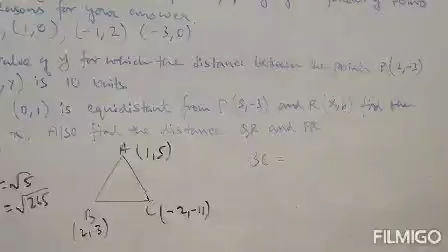 reasons for your answer.
, (1,0), (-1,2) (-3,0)
value of y for which the distance between the points P(2,-3)
, Y) is 10 units
(0,1) is equidistant from P(5,-3) and R(x,6) find the
x. Also find the distance QR and PR
A (1,5)
BC =
= √5
= √265
B
(2,3)
C (-2,-11)
FILMIGO